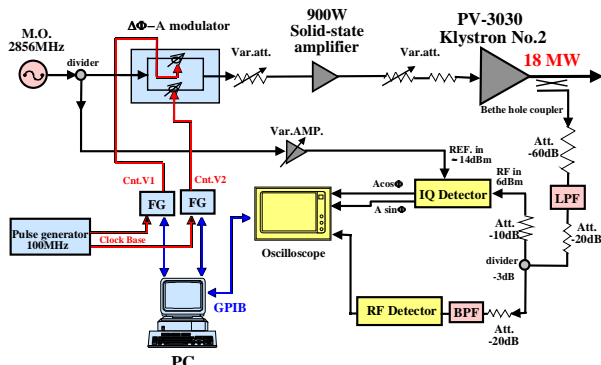 M.O.
2856MHz
divider
ΔΦ−A modulator
Var.att.
900W
Solid-state
amplifier
Var.att.
PV-3030
Klystron No.2
18 MW
Bethe hole coupler
Att.
-60dB
LPF
Att.
-20dB
Var.AMP.
REF. in
~14dBm
RF in
6dBm
IQ Detector
AcosΦ
A sinΦ
Att.
-10dB
divider
-3dB
Cnt.V1
Cnt.V2
FG
FG
Pulse generator
100MHz
Clock Base
Oscilloscope
GPIB
PC
RF Detector
BPF
Att.
-20dB